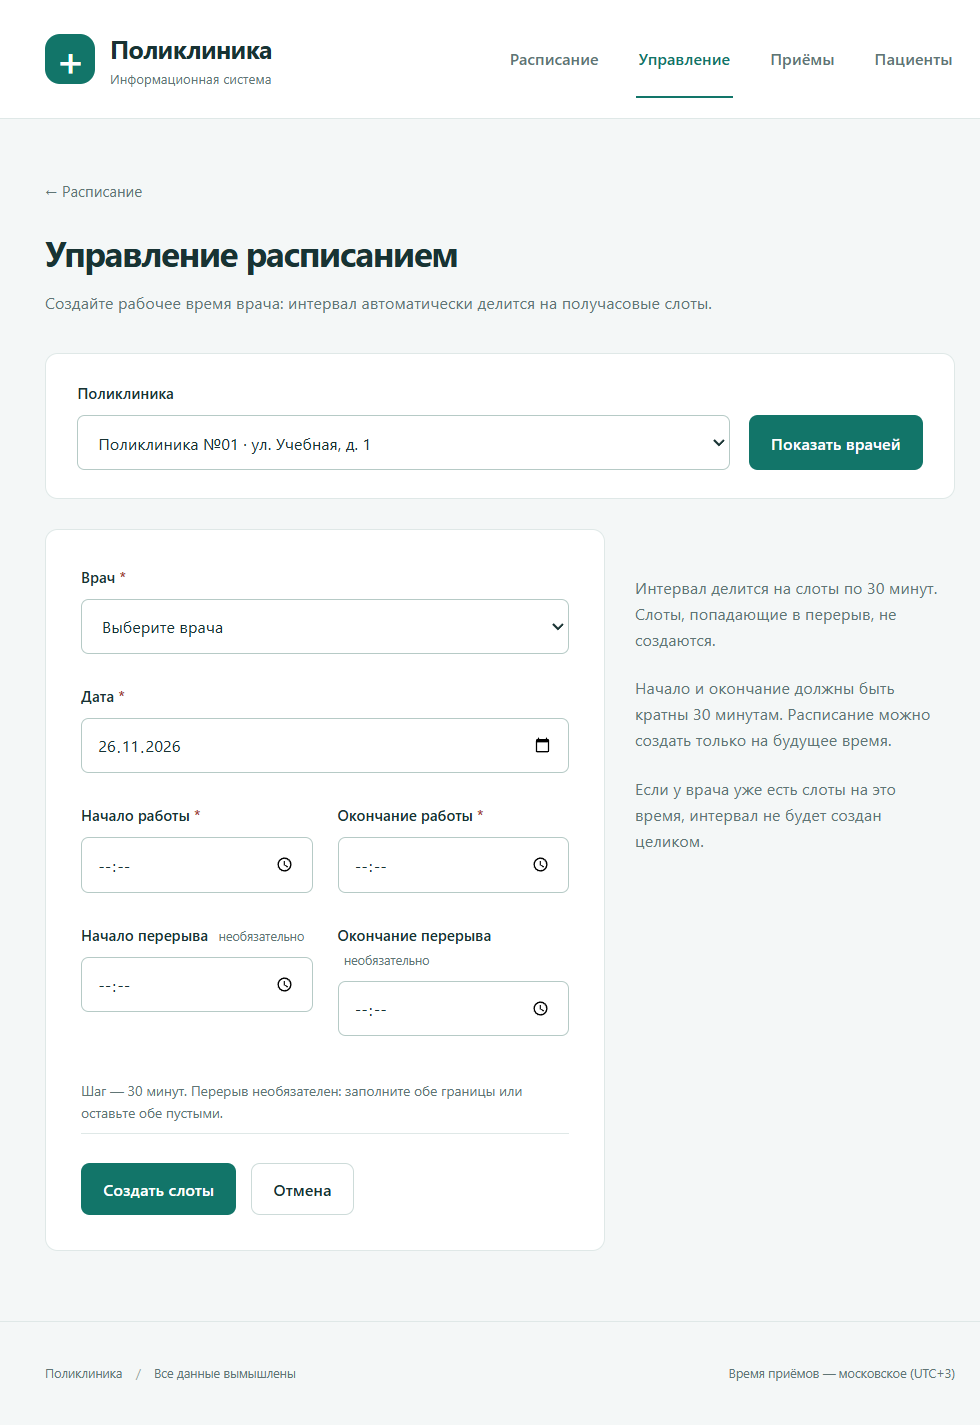 Поликлиника
Информационная система
Расписание
Управление
Приёмы
Пациенты
← Расписание
Управление расписанием
Создайте рабочее время врача: интервал автоматически делится на получасовые слоты.
Поликлиника
Поликлиника №01 · ул. Учебная, д. 1
Показать врачей
Врач *
Выберите врача
Дата *
26.11.2026
Начало работы *
Окончание работы *
--:--
--:--
Начало перерыва необязательно
Окончание перерыва
необязательно
--:--
--:--
Шаг — 30 минут. Перерыв необязателен: заполните обе границы или
оставьте обе пустыми.
Создать слоты
Отмена
Интервал делится на слоты по 30 минут.
Слоты, попадающие в перерыв, не
создаются.
Начало и окончание должны быть
кратны 30 минутам. Расписание можно
создать только на будущее время.
Если у врача уже есть слоты на это
время, интервал не будет создан
целиком.
Поликлиника / Все данные вымышлены
Время приёмов — московское (UTC+3)